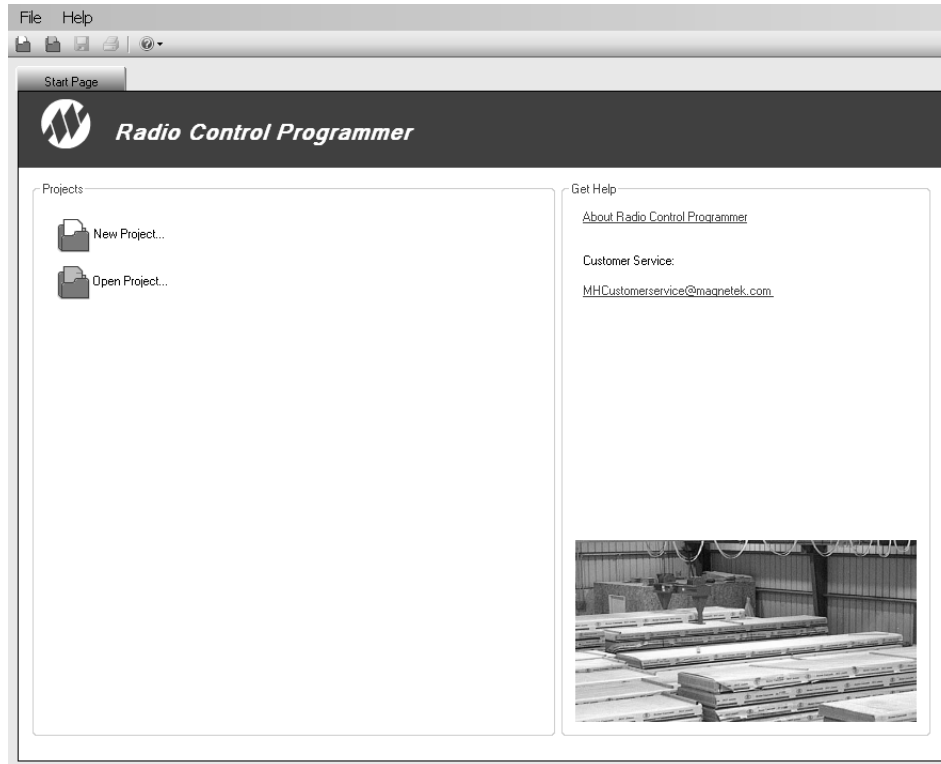 File Help
Start Page
Radio Control Programmer
Projects
New Project...
Open Project...
Get Help
About Radio Control Programmer
Customer Service:
MHCustomerservice@magnetek.com